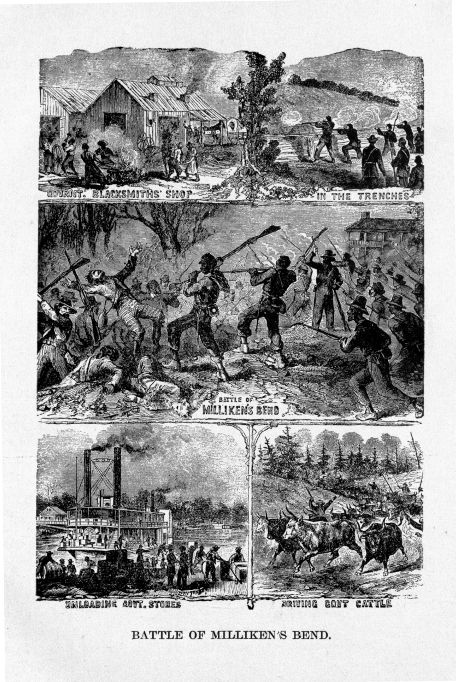 BLACKSMITHS' SHOP
IN THE TRENCHES
BATTLE OF
MILLIKEN'S BEND
UNLOADING GOVT. STORES
DRIVING GOVT CATTLE
BATTLE OF MILLIKEN'S BEND.